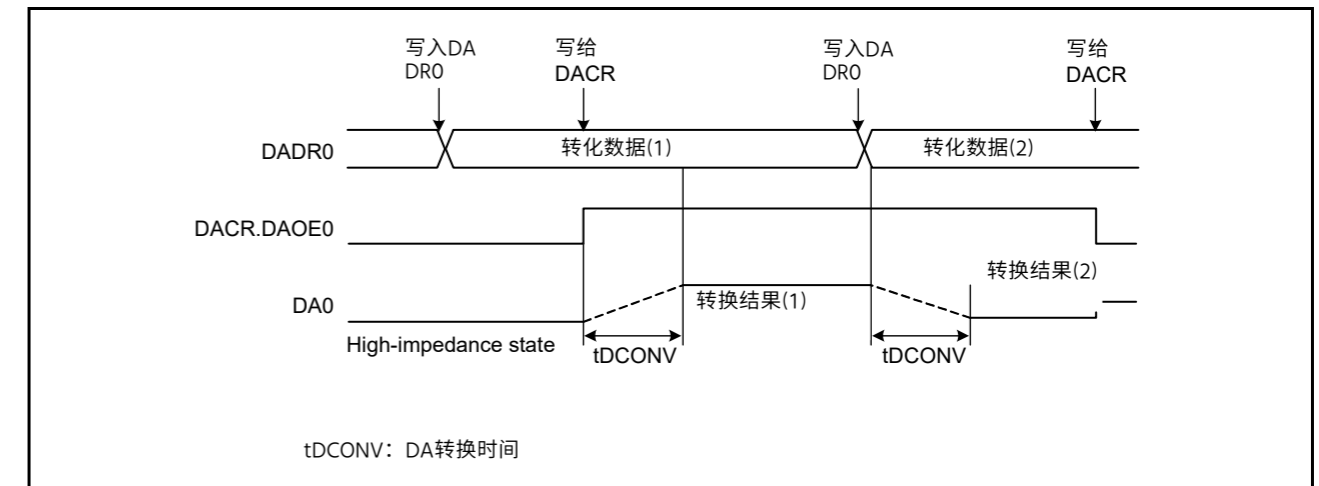 写入DA
DR0
写给
DACR
写入DA
DR0
写给
DACR
DADR0
转化数据(1)
转化数据(2)
DACR.DAOE0
DA0
转换结果(1)
转换结果(2)
High-impedance state
tDCONV
tDCONV
tDCONV：DA转换时间